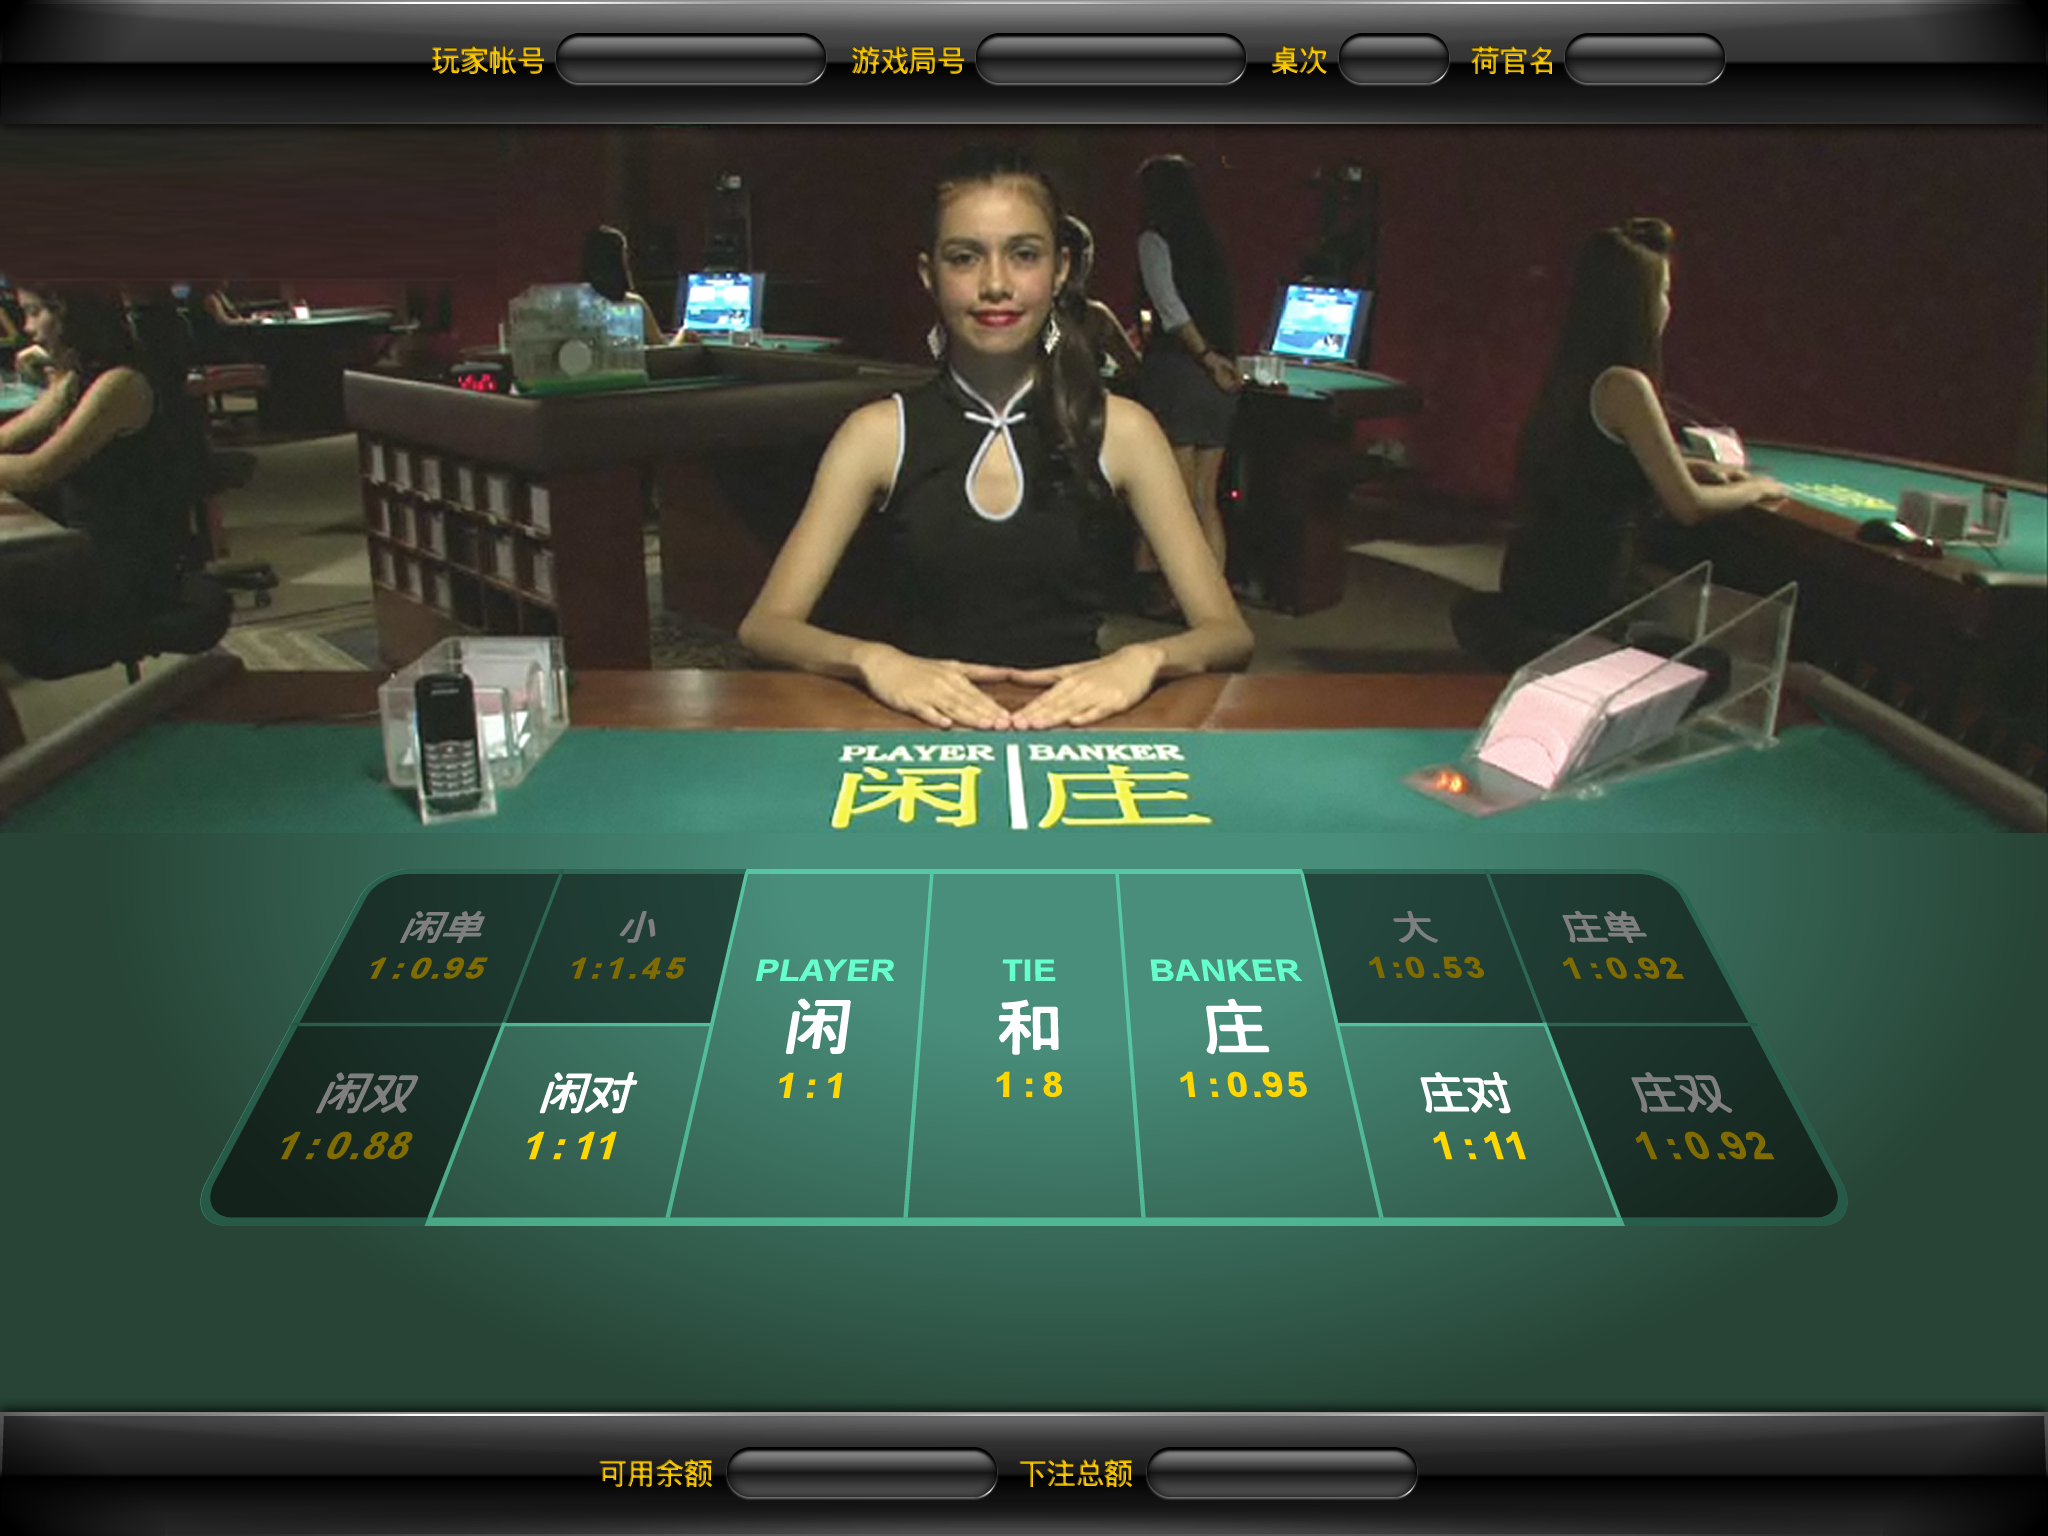 玩家帐号
游戏局号
桌次
荷官名
PLAYER BANKER
闲 庄
闲单
1:0.95
小
1:1.45
PLAYER
闲
1:1
TIE
和
1:8
BANKER
庄
1:0.95
大
1:0.53
庄单
1:0.92
闲双
1:0.88
闲对
1:11
庄对
1:11
庄双
1:0.92
可用余额
下注总额